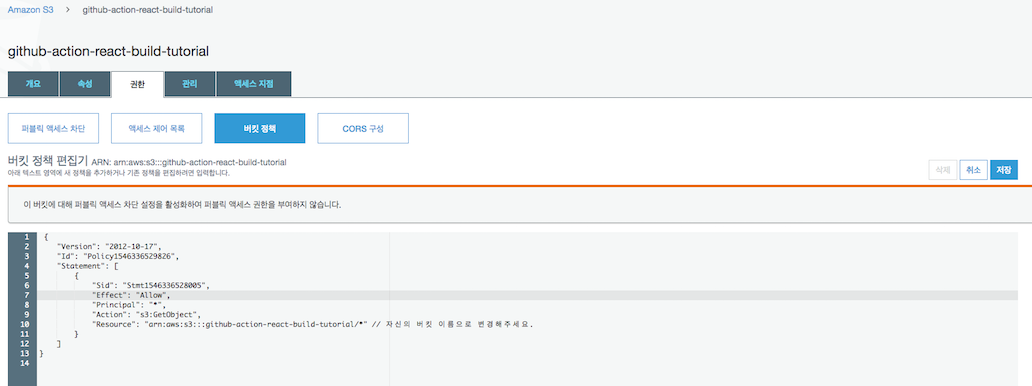 Amazon S3 > github-action-react-build-tutorial
github-action-react-build-tutorial
개요 속성 권한 관리 액세스 지점
퍼블릭 액세스 차단 액세스 제어 목록 버킷 정책 CORS 구성
버킷 정책 편집기 ARN: arn:aws:s3:::github-action-react-build-tutorial
아래 텍스트 영역에 새 정책을 추가하거나 기존 정책을 편집하려면 입력합니다.
삭제 취소 저장
이 버킷에 대해 퍼블릭 액세스 차단 설정을 활성화하여 퍼블릭 액세스 권한을 부여하지 않습니다.
1 {
2 "Version": "2012-10-17",
3 "Id": "Policy1546336529826",
4 "Statement": [
5 {
6 "Sid": "Stmt1546336528005",
7 "Effect": "Allow",
8 "Principal": "*",
9 "Action": "s3:GetObject",
10 "Resource": "arn:aws:s3:::github-action-react-build-tutorial/*" // 자신의 버킷 이름으로 변경해주세요.
11 }
12 ]
13 }
14